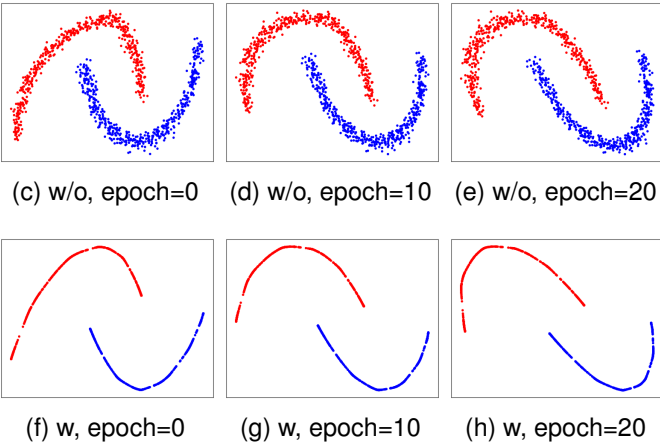 (c) w/o, epoch=0 (d) w/o, epoch=10 (e) w/o, epoch=20
(f) w, epoch=0 (g) w, epoch=10 (h) w, epoch=20